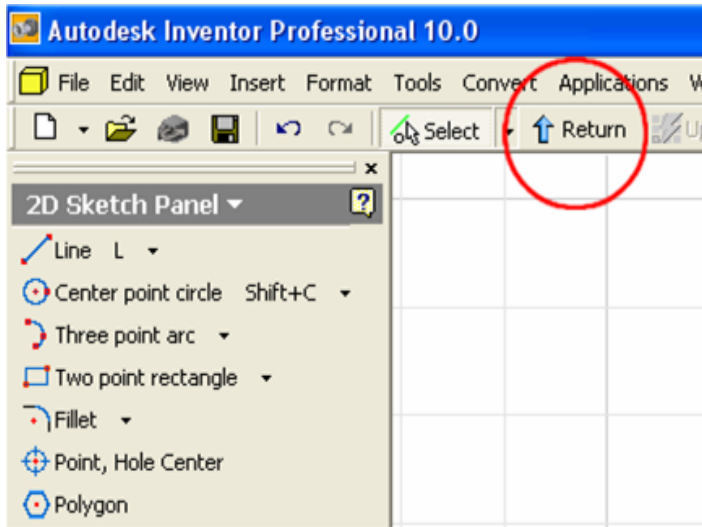 Autodesk Inventor Professional 10.0
File Edit View Insert Format Tools Convert Applications W
Select Return
2D Sketch Panel
Line L
Center point circle Shift+C
Three point arc
Two point rectangle
Fillet
Point, Hole Center
Polygon